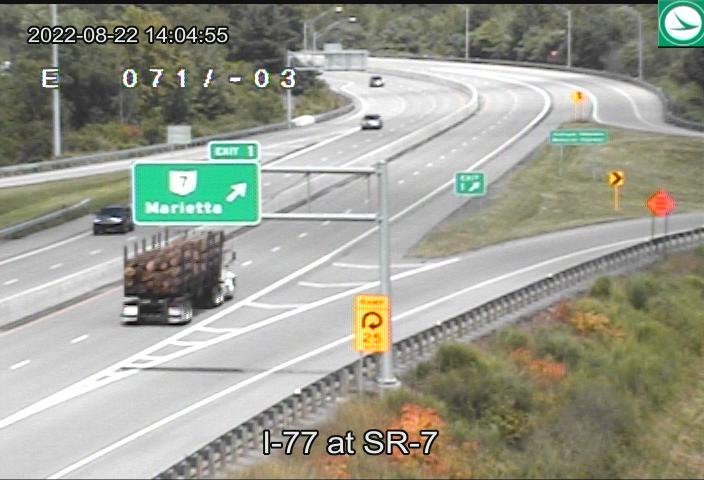 2022-08-22 14:04:55
E 071/-03
EXIT 1
7
Marietta
EXIT
1
25
I-77 at SR-7